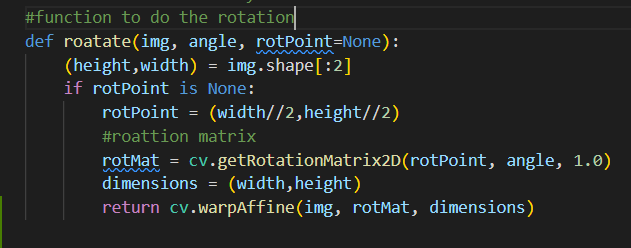 #function to do the rotation
def roatate(img, angle, rotPoint=None):
    (height,width) = img.shape[:2]
    if rotPoint is None:
        rotPoint = (width//2,height//2)
        #roattion matrix
        rotMat = cv.getRotationMatrix2D(rotPoint, angle, 1.0)
        dimensions = (width,height)
        return cv.warpAffine(img, rotMat, dimensions)